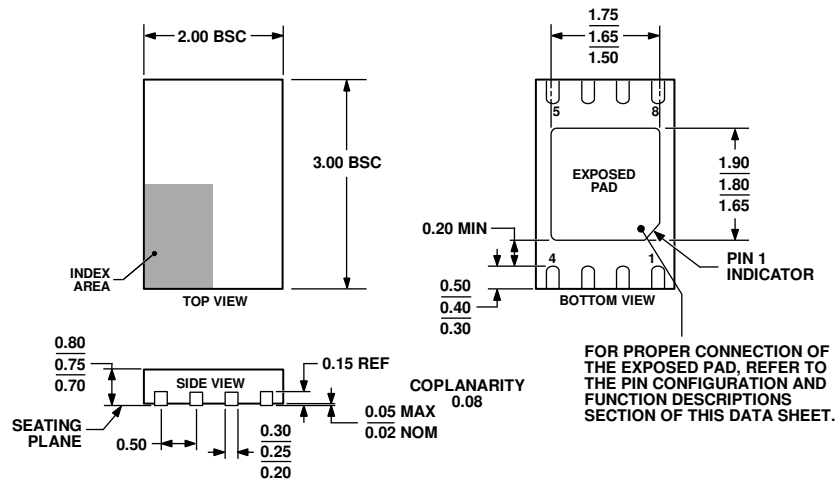 2.00 BSC
3.00 BSC
INDEX
AREA
TOP VIEW
1.75
1.65
1.50
5
8
EXPOSED
PAD
1.90
1.80
1.65
0.20 MIN
4
1
PIN 1
INDICATOR
0.50
0.40
0.30
BOTTOM VIEW
FOR PROPER CONNECTION OF
THE EXPOSED PAD, REFER TO
THE PIN CONFIGURATION AND
FUNCTION DESCRIPTIONS
SECTION OF THIS DATA SHEET.
0.80
0.75
0.70
SIDE VIEW
0.15 REF
COPLANARITY
0.08
0.05 MAX
0.02 NOM
SEATING
PLANE
0.50
0.30
0.25
0.20